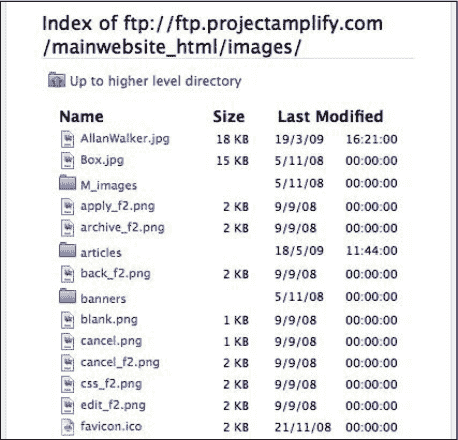 Index of ftp://ftp.projectamplify.com
/mainwebsite_html/images/
Up to higher level directory
Name Size Last Modified
AllanWalker.jpg 18 KB 19/3/09 16:21:00
Box.jpg 15 KB 5/11/08 00:00:00
M_images 5/11/08 00:00:00
apply_f2.png 2 KB 9/9/08 00:00:00
archive_f2.png 2 KB 9/9/08 00:00:00
articles 18/5/09 11:44:00
back_f2.png 2 KB 9/9/08 00:00:00
banners 5/11/08 00:00:00
blank.png 1 KB 9/9/08 00:00:00
cancel.png 1 KB 9/9/08 00:00:00
cancel_f2.png 2 KB 9/9/08 00:00:00
css_f2.png 2 KB 9/9/08 00:00:00
edit_f2.png 2 KB 9/9/08 00:00:00
favicon.ico 2 KB 21/11/08 00:00:00